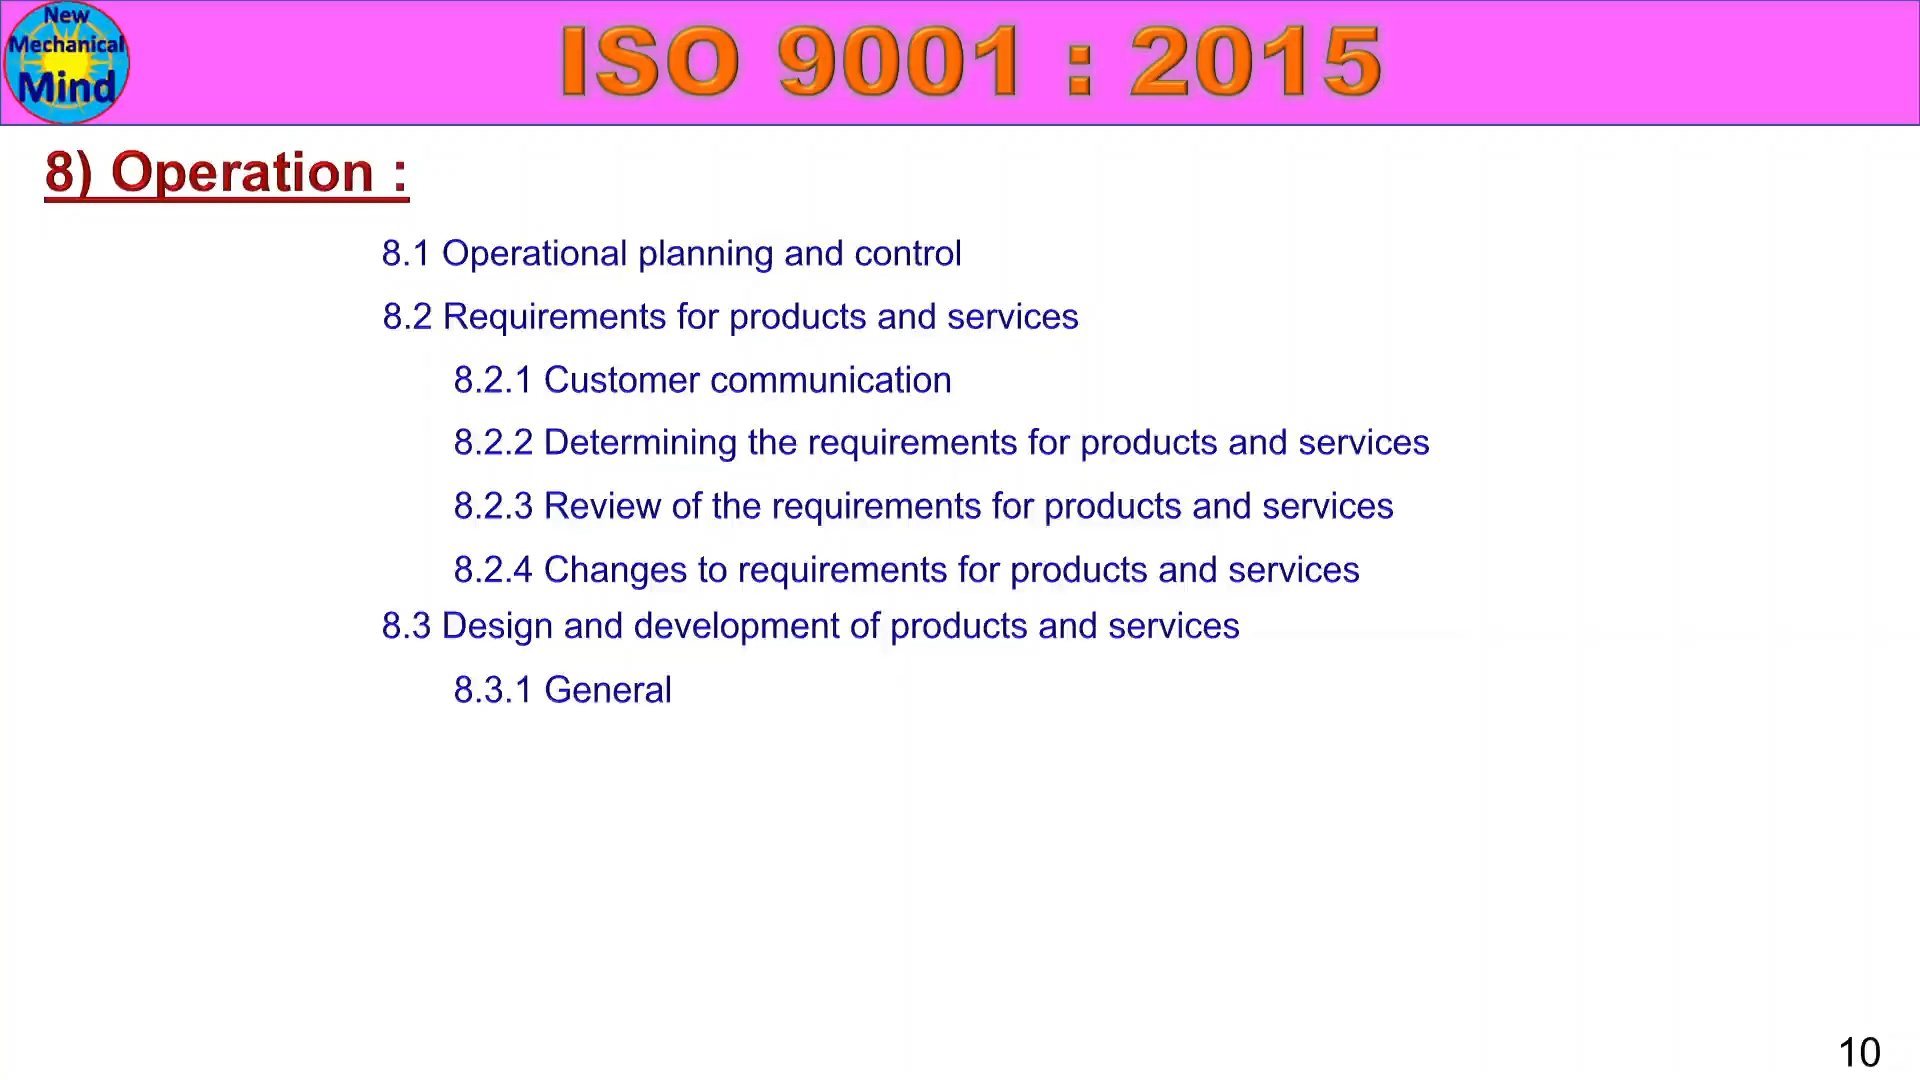 New
Mechanical
Mind
ISO 9001 : 2015
8) Operation :
8.1 Operational planning and control
8.2 Requirements for products and services
8.2.1 Customer communication
8.2.2 Determining the requirements for products and services
8.2.3 Review of the requirements for products and services
8.2.4 Changes to requirements for products and services
8.3 Design and development of products and services
8.3.1 General
10